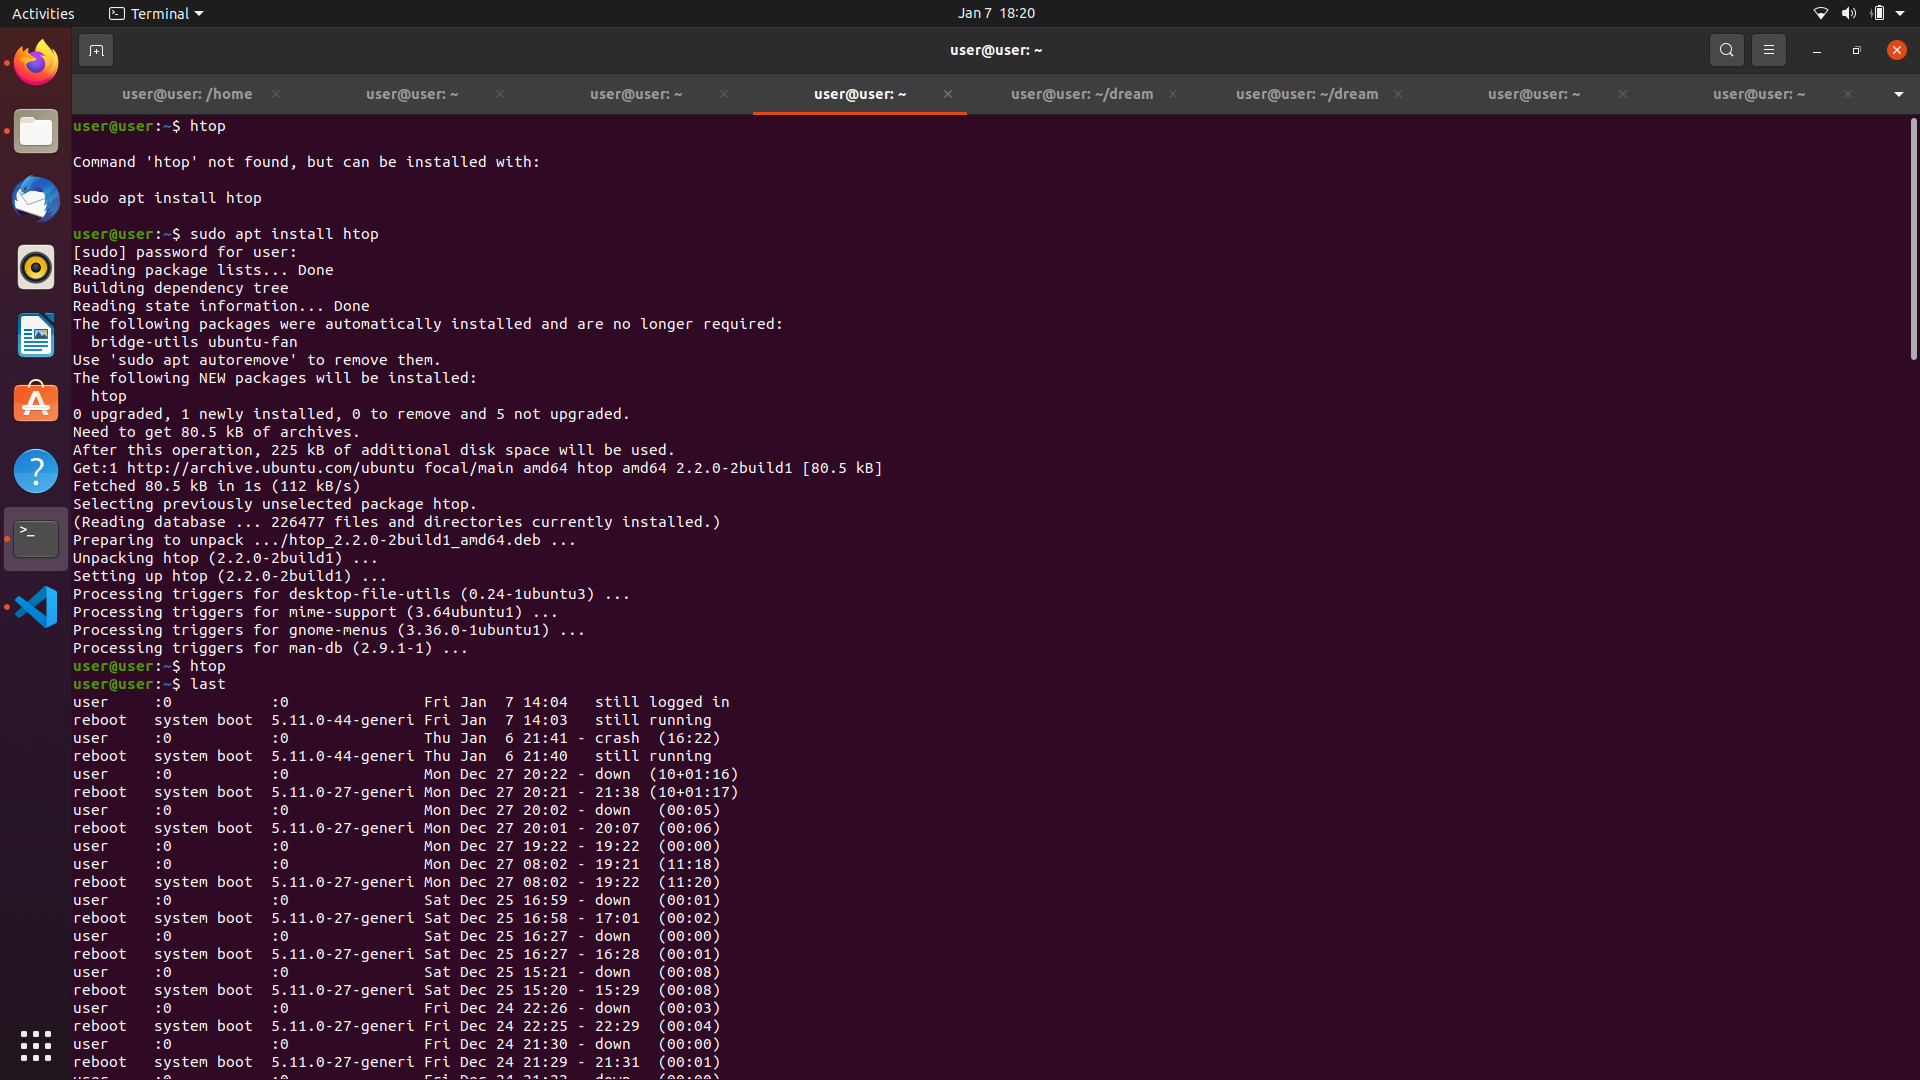 Activities Terminal Jan 7 18:20
user@user: ~
user@user: /home user@user: ~ user@user: ~ user@user: ~ user@user: ~/dream user@user: ~/dream user@user: ~ user@user: ~
user@user:~$ htop
Command 'htop' not found, but can be installed with:
sudo apt install htop
user@user:~$ sudo apt install htop
[sudo] password for user:
Reading package lists... Done
Building dependency tree
Reading state information... Done
The following packages were automatically installed and are no longer required:
  bridge-utils ubuntu-fan
Use 'sudo apt autoremove' to remove them.
The following NEW packages will be installed:
  htop
0 upgraded, 1 newly installed, 0 to remove and 5 not upgraded.
Need to get 80.5 kB of archives.
After this operation, 225 kB of additional disk space will be used.
Get:1 http://archive.ubuntu.com/ubuntu focal/main amd64 htop amd64 2.2.0-2build1 [80.5 kB]
Fetched 80.5 kB in 1s (112 kB/s)
Selecting previously unselected package htop.
(Reading database ... 226477 files and directories currently installed.)
Preparing to unpack .../htop_2.2.0-2build1_amd64.deb ...
Unpacking htop (2.2.0-2build1) ...
Setting up htop (2.2.0-2build1) ...
Processing triggers for desktop-file-utils (0.24-1ubuntu3) ...
Processing triggers for mime-support (3.64ubuntu1) ...
Processing triggers for gnome-menus (3.36.0-1ubuntu1) ...
Processing triggers for man-db (2.9.1-1) ...
user@user:~$ htop
user@user:~$ last
user     :0           :0               Fri Jan  7 14:04   still logged in
reboot   system boot  5.11.0-44-generi Fri Jan  7 14:03   still running
user     :0           :0               Thu Jan  6 21:41 - crash  (16:22)
reboot   system boot  5.11.0-44-generi Thu Jan  6 21:40   still running
user     :0           :0               Mon Dec 27 20:22 - down  (10+01:16)
reboot   system boot  5.11.0-27-generi Mon Dec 27 20:21 - 21:38 (10+01:17)
user     :0           :0               Mon Dec 27 20:02 - down   (00:05)
reboot   system boot  5.11.0-27-generi Mon Dec 27 20:01 - 20:07  (00:06)
user     :0           :0               Mon Dec 27 19:22 - 19:22  (00:00)
user     :0           :0               Mon Dec 27 08:02 - 19:21  (11:18)
reboot   system boot  5.11.0-27-generi Mon Dec 27 08:02 - 19:22  (11:20)
user     :0           :0               Sat Dec 25 16:59 - down   (00:01)
reboot   system boot  5.11.0-27-generi Sat Dec 25 16:58 - 17:01  (00:02)
user     :0           :0               Sat Dec 25 16:27 - down   (00:00)
reboot   system boot  5.11.0-27-generi Sat Dec 25 16:27 - 16:28  (00:01)
user     :0           :0               Sat Dec 25 15:21 - down   (00:08)
reboot   system boot  5.11.0-27-generi Sat Dec 25 15:20 - 15:29  (00:08)
user     :0           :0               Fri Dec 24 22:26 - down   (00:03)
reboot   system boot  5.11.0-27-generi Fri Dec 24 22:25 - 22:29  (00:04)
user     :0           :0               Fri Dec 24 21:30 - down   (00:00)
reboot   system boot  5.11.0-27-generi Fri Dec 24 21:29 - 21:31  (00:01)